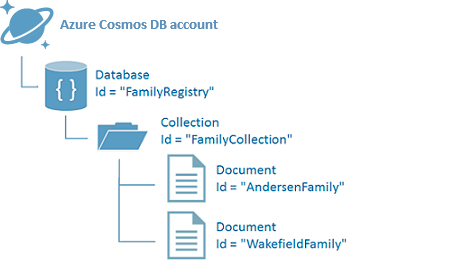 Azure Cosmos DB account
Database
{ }
Id = "FamilyRegistry"
Collection
Id = "FamilyCollection"
Document
Id = "AndersenFamily"
Document
Id = "WakefieldFamily"